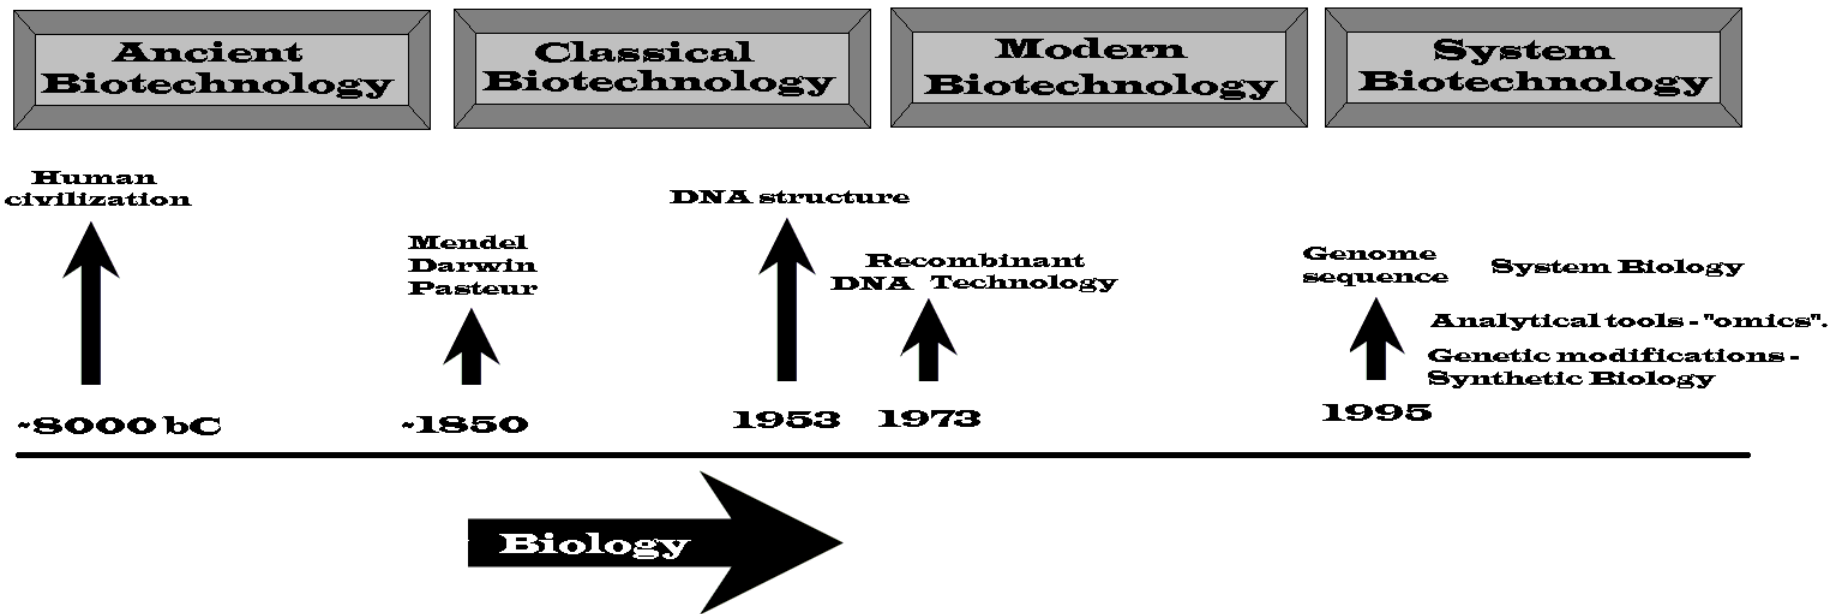 Ancient
Biotechnology
Classical
Biotechnology
Modern
Biotechnology
System
Biotechnology
Human
civilization
Mendel
Darwin
Pasteur
DNA structure
Recombinant
DNA Technology
Genome
sequence
System Biology
Analytical tools - "omics".
Genetic modifications -
Synthetic Biology
~8000 bC
~1850
1953
1973
1995
Biology